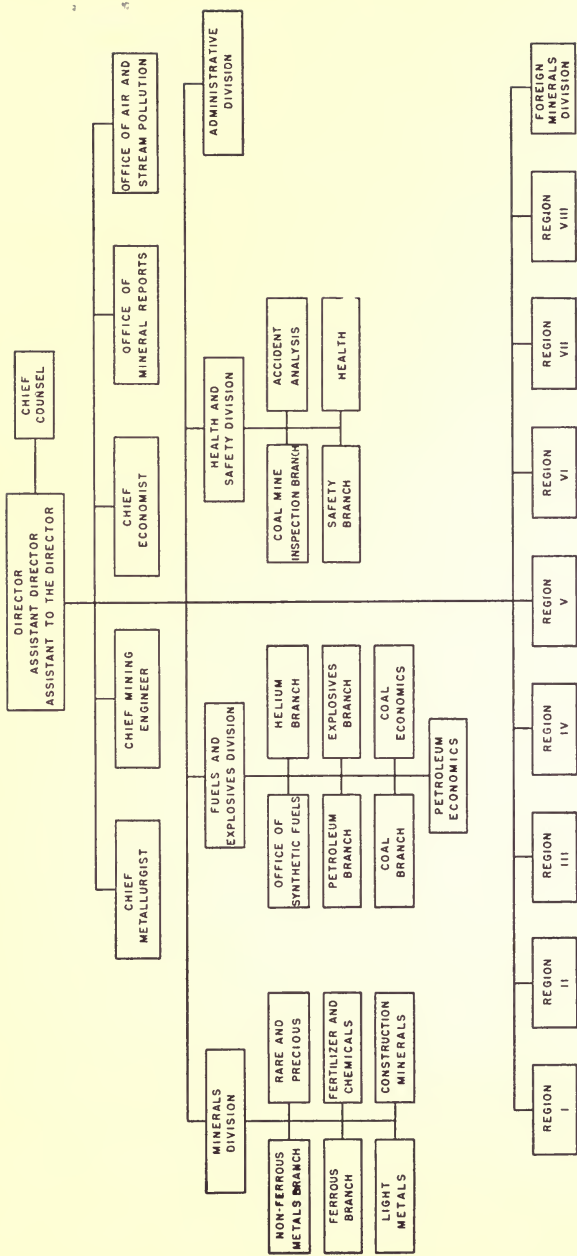 DIRECTOR
ASSISTANT DIRECTOR
ASSISTANT TO THE DIRECTOR
CHIEF
COUNSEL
CHIEF
METALLURGIST
CHIEF MINING
ENGINEER
CHIEF
ECONOMIST
OFFICE OF
MINERAL REPORTS
OFFICE OF AIR AND
STREAM POLLUTION
MINERALS
DIVISION
FUELS AND
EXPLOSIVES DIVISION
HEALTH AND
SAFETY DIVISION
ADMINISTRATIVE
DIVISION
NON-FERROUS
METALS BRANCH
RARE AND
PRECIOUS
FERROUS
BRANCH
FERTILIZER AND
CHEMICALS
LIGHT
METALS
CONSTRUCTION
MINERALS
OFFICE OF
SYNTHETIC FUELS
HELIUM
BRANCH
PETROLEUM
BRANCH
EXPLOSIVES
BRANCH
COAL
BRANCH
COAL
ECONOMICS
PETROLEUM
ECONOMICS
COAL MINE
INSPECTION BRANCH
ACCIDENT
ANALYSIS
SAFETY
BRANCH
HEALTH
REGION
I
REGION
II
REGION
III
REGION
IV
REGION
V
REGION
VI
REGION
VII
REGION
VIII
FOREIGN
MINERALS
DIVISION